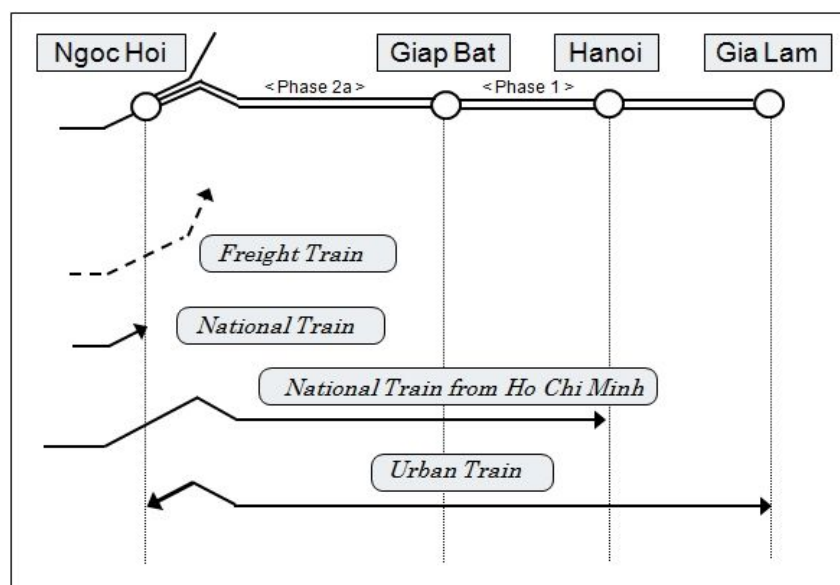 Ngoc Hoi
Giap Bat
Hanoi
Gia Lam
< Phase 2a >
< Phase 1 >
Freight Train
National Train
National Train from Ho Chi Minh
Urban Train